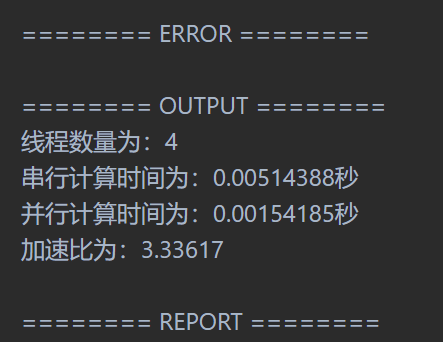 ======== ERROR ========
======== OUTPUT ========
线程数量为：4
串行计算时间为：0.00514388秒
并行计算时间为：0.00154185秒
加速比为：3.33617
======== REPORT ========